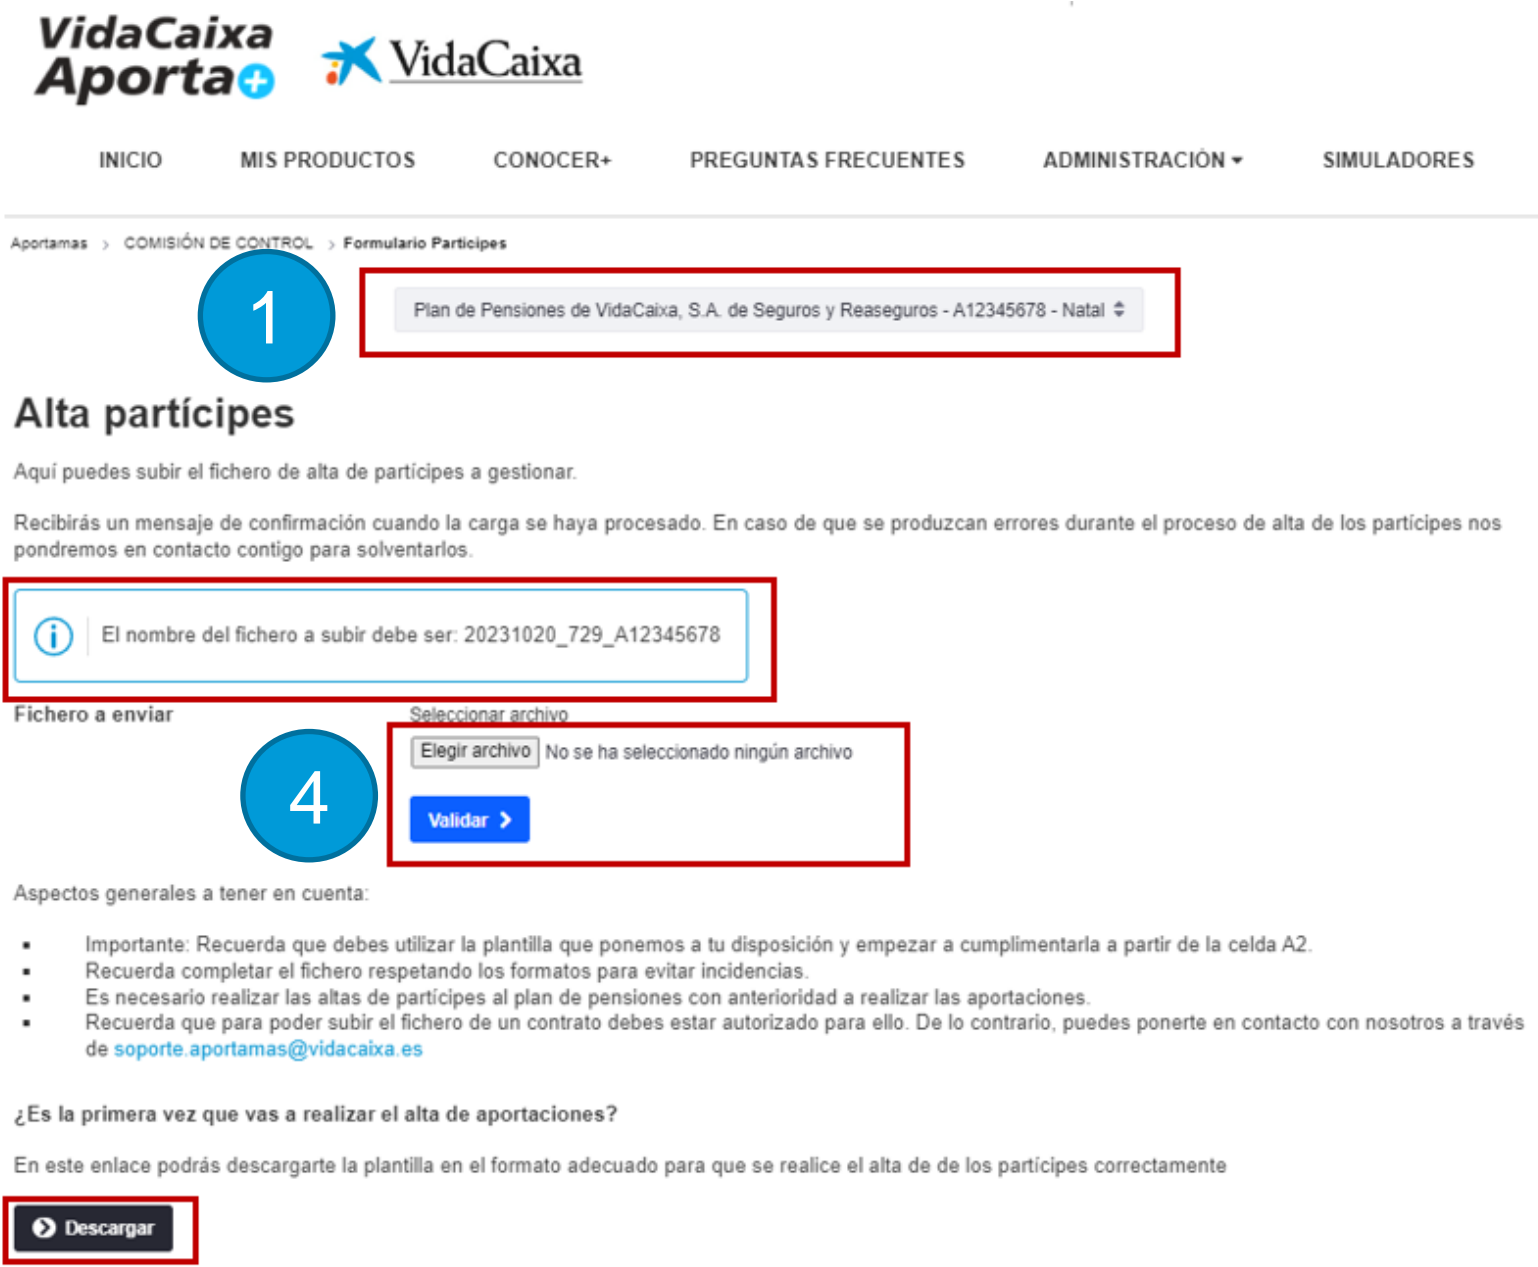 VidaCaixa
Aporta+
VidaCaixa
INICIO MIS PRODUCTOS CONOCER+ PREGUNTAS FRECUENTES ADMINISTRACIÓN SIMULADORES
Aportamas > COMISIÓN DE CONTROL > Formulario Partícipes
1
Plan de Pensiones de VidaCaixa, S.A. de Seguros y Reaseguros - A12345678 - Natal
Alta partícipes
Aquí puedes subir el fichero de alta de partícipes a gestionar.
Recibirás un mensaje de confirmación cuando la carga se haya procesado. En caso de que se produzcan errores durante el proceso de alta de los partícipes nos
pondremos en contacto contigo para solventarlos.
El nombre del fichero a subir debe ser: 20231020_729_A12345678
Fichero a enviar Seleccionar archivo
Elegir archivo No se ha seleccionado ningún archivo
4
Validar >
Aspectos generales a tener en cuenta:
▪ Importante: Recuerda que debes utilizar la plantilla que ponemos a tu disposición y empezar a cumplimentarla a partir de la celda A2.
▪ Recuerda completar el fichero respetando los formatos para evitar incidencias.
▪ Es necesario realizar las altas de partícipes al plan de pensiones con anterioridad a realizar las aportaciones.
▪ Recuerda que para poder subir el fichero de un contrato debes estar autorizado para ello. De lo contrario, puedes ponerte en contacto con nosotros a través
de soporte.aportamas@vidacaixa.es
¿Es la primera vez que vas a realizar el alta de aportaciones?
En este enlace podrás descargarte la plantilla en el formato adecuado para que se realice el alta de de los partícipes correctamente
Descargar